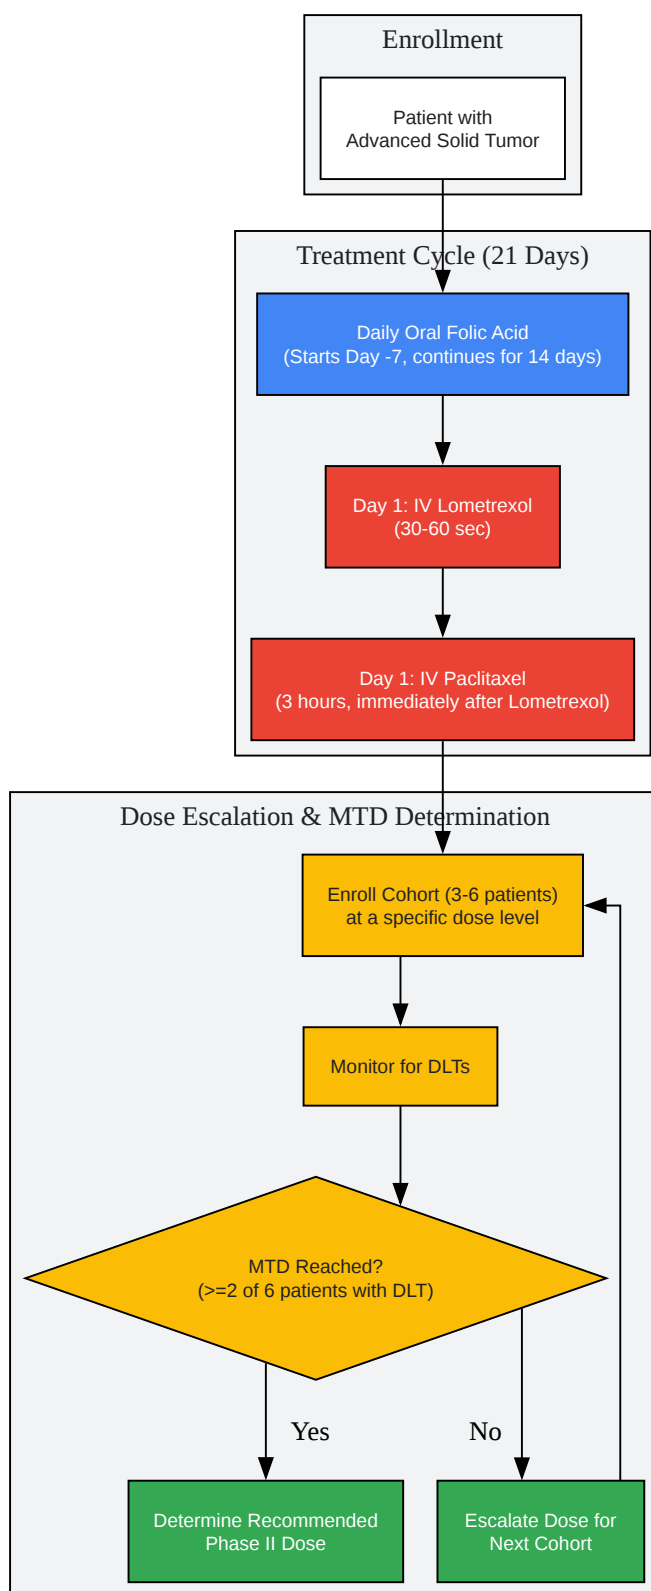 Enrollment
Patient with
Advanced Solid Tumor
Treatment Cycle (21 Days)
Daily Oral Folic Acid
(Starts Day -7, continues for 14 days)
Day 1: IV Lometrexol
(30-60 sec)
Day 1: IV Paclitaxel
(3 hours, immediately after Lometrexol)
Dose Escalation & MTD Determination
Enroll Cohort (3-6 patients)
at a specific dose level
Monitor for DLTs
MTD Reached?
(>=2 of 6 patients with DLT)
Yes
No
Determine Recommended
Phase II Dose
Escalate Dose for
Next Cohort